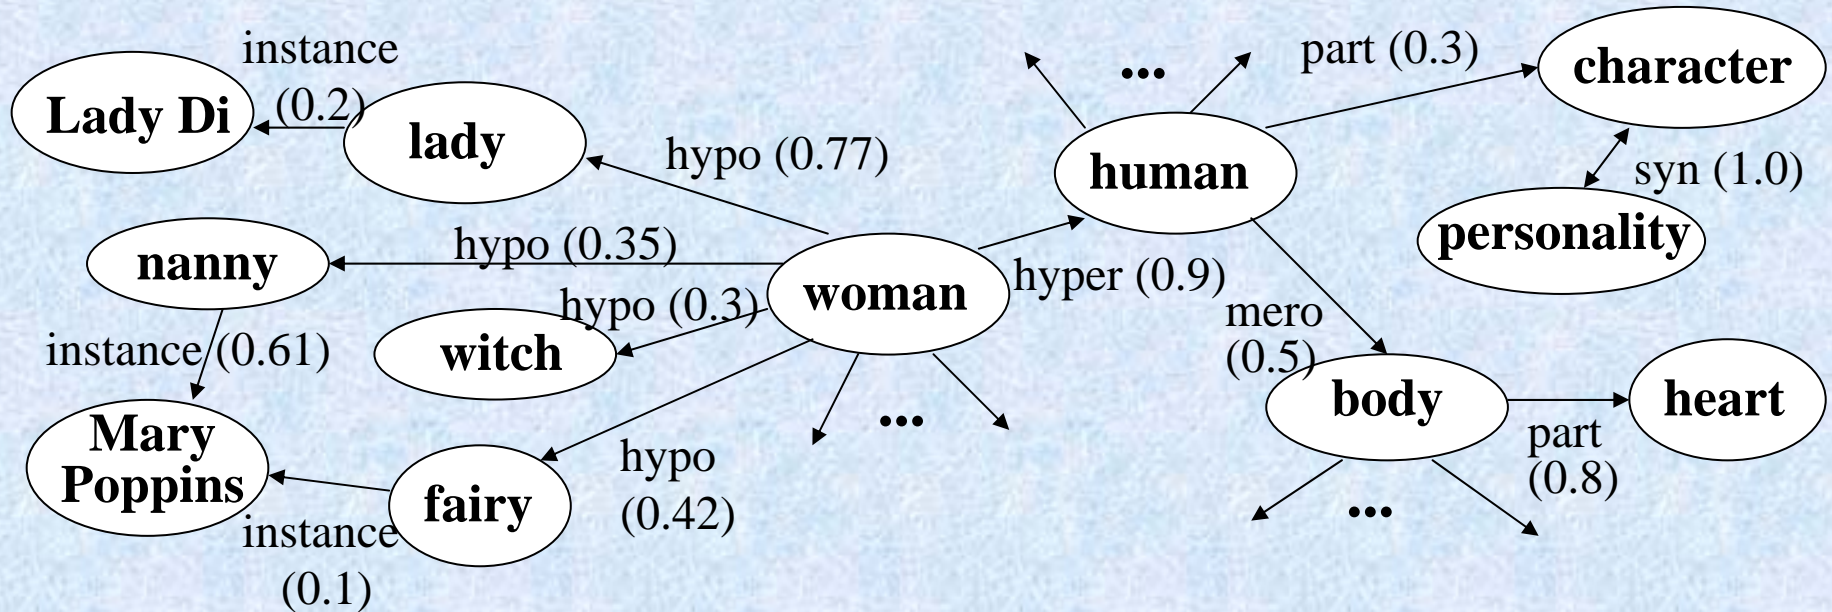 instance
(0.2)
Lady Di
lady
hypo (0.77)
...
part (0.3)
character
human
syn (1.0)
personality
nanny
hypo (0.35)
woman
hyper (0.9)
hypo (0.3)
witch
instance (0.61)
mero
(0.5)
body
heart
part
(0.8)
...
Mary
Poppins
fairy
hypo
(0.42)
...
instance
(0.1)